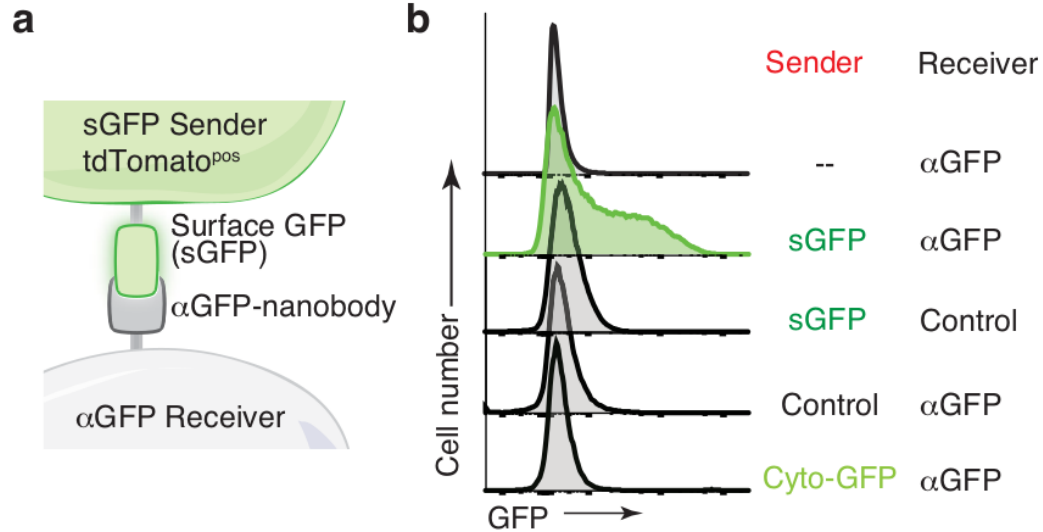 a
sGFP Sender
tdTomatoᵖᵒˢ
Surface GFP
(sGFP)
αGFP-nanobody
αGFP Receiver
b
Sender Receiver
-- αGFP
sGFP αGFP
sGFP Control
Control αGFP
Cyto-GFP αGFP
Cell number
GFP